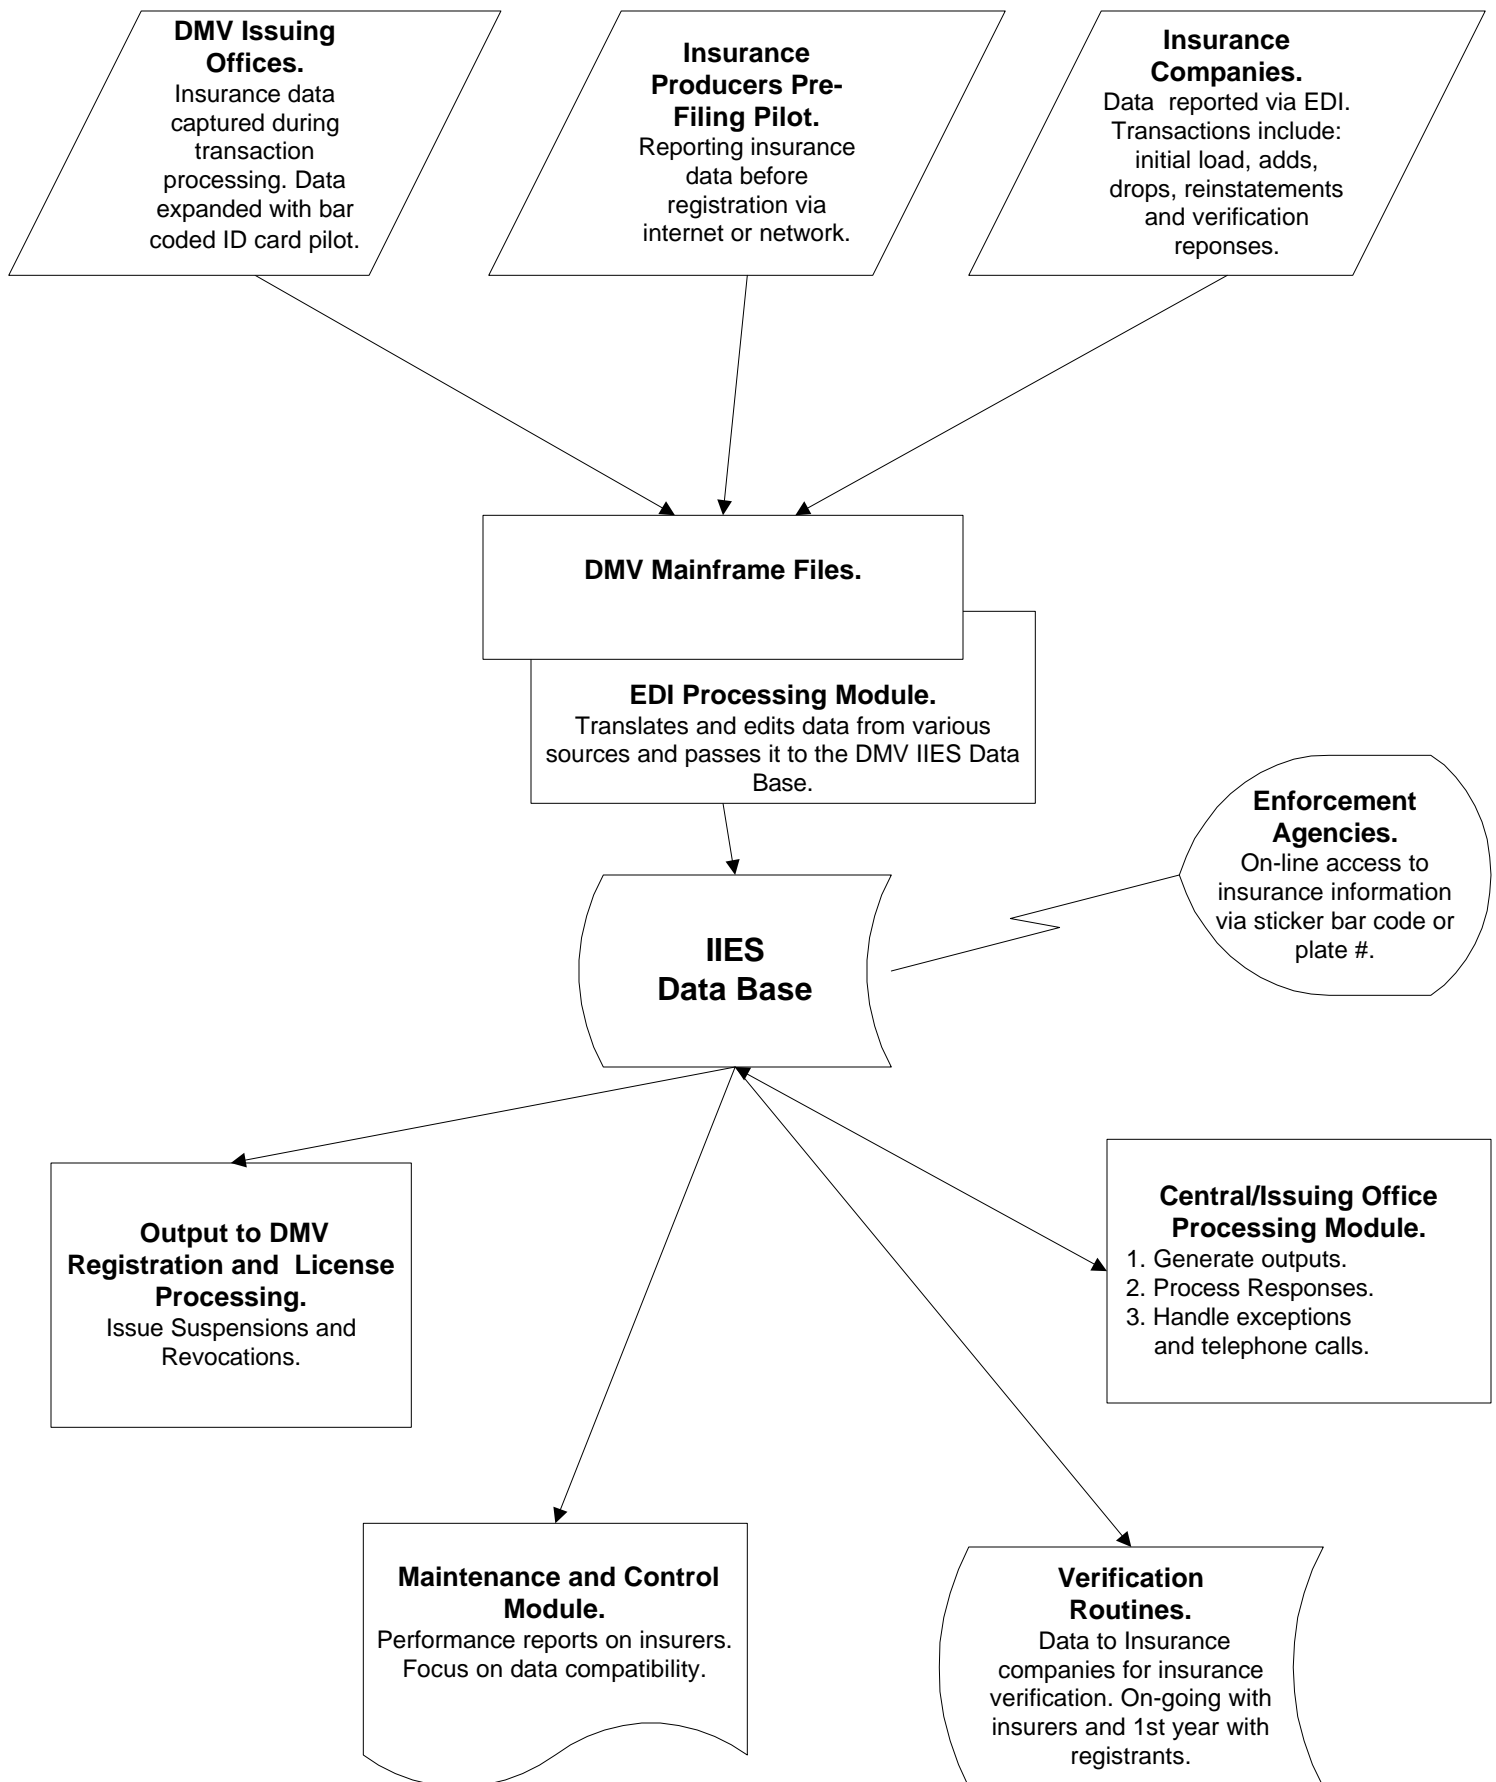 DMV Issuing
Offices.
Insurance data
captured during
transaction
processing. Data
expanded with bar
coded ID card pilot.
Insurance
Producers Pre-
Filing Pilot.
Reporting insurance
data before
registration via
internet or network.
Insurance
Companies.
Data reported via EDI.
Transactions include:
initial load, adds,
drops, reinstatements
and verification
reponses.
DMV Mainframe Files.
EDI Processing Module.
Translates and edits data from various
sources and passes it to the DMV IIES Data
Base.
Enforcement
Agencies.
On-line access to
insurance information
via sticker bar code or
plate #.
IIES
Data Base
Output to DMV
Registration and License
Processing.
Issue Suspensions and
Revocations.
Central/Issuing Office
Processing Module.
1. Generate outputs.
2. Process Responses.
3. Handle exceptions
and telephone calls.
Maintenance and Control
Module.
Performance reports on insurers.
Focus on data compatibility.
Verification
Routines.
Data to Insurance
companies for insurance
verification. On-going with
insurers and 1st year with
registrants.